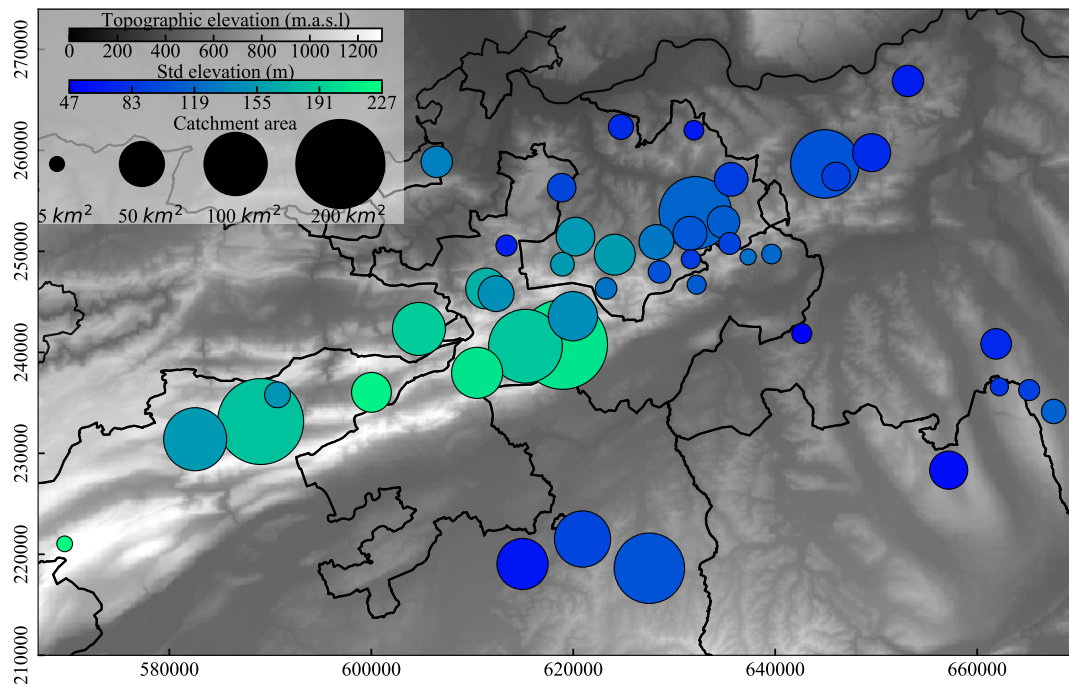 Topographic elevation (m.a.s.l)
0 200 400 600 800 1000 1200
Std elevation (m)
47 83 119 155 191 227
Catchment area
5 km² 50 km² 100 km² 200 km²
270000
260000
250000
240000
230000
220000
210000
580000 600000 620000 640000 660000